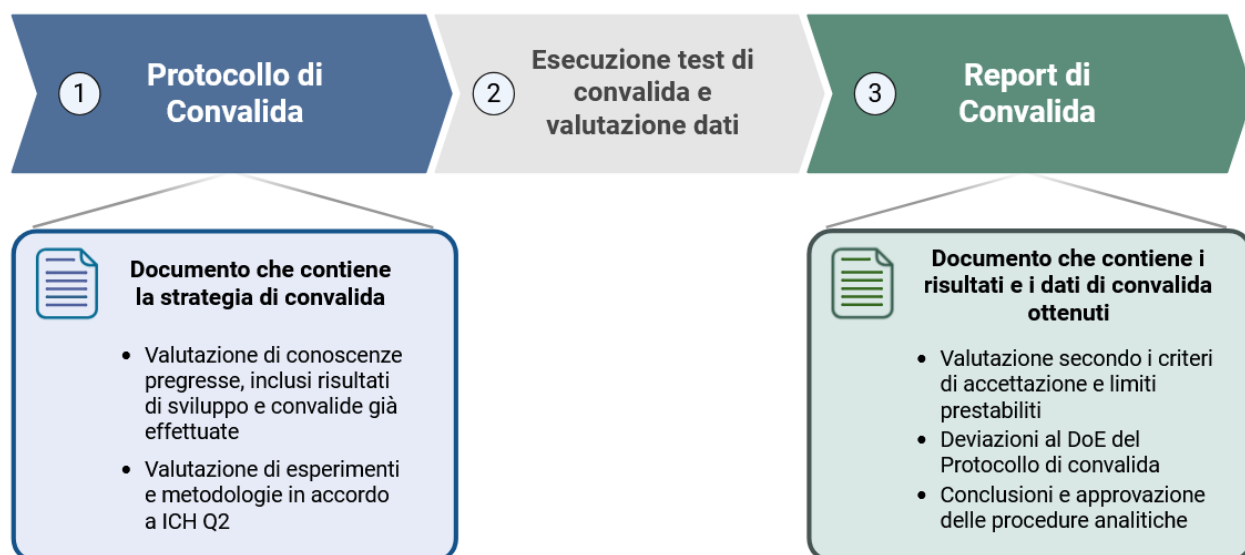 1
Protocollo di
Convalida
2
Esecuzione test di
convalida e
valutazione dati
3
Report di
Convalida
Documento che contiene
la strategia di convalida
• Valutazione di conoscenze
pregresse, inclusi risultati
di sviluppo e convalide già
effettuate
• Valutazione di esperimenti
e metodologie in accordo
a ICH Q2
Documento che contiene i
risultati e i dati di convalida
ottenuti
• Valutazione secondo i criteri
di accettazione e limiti
prestabiliti
• Deviazioni al DoE del
Protocollo di convalida
• Conclusioni e approvazione
delle procedure analitiche